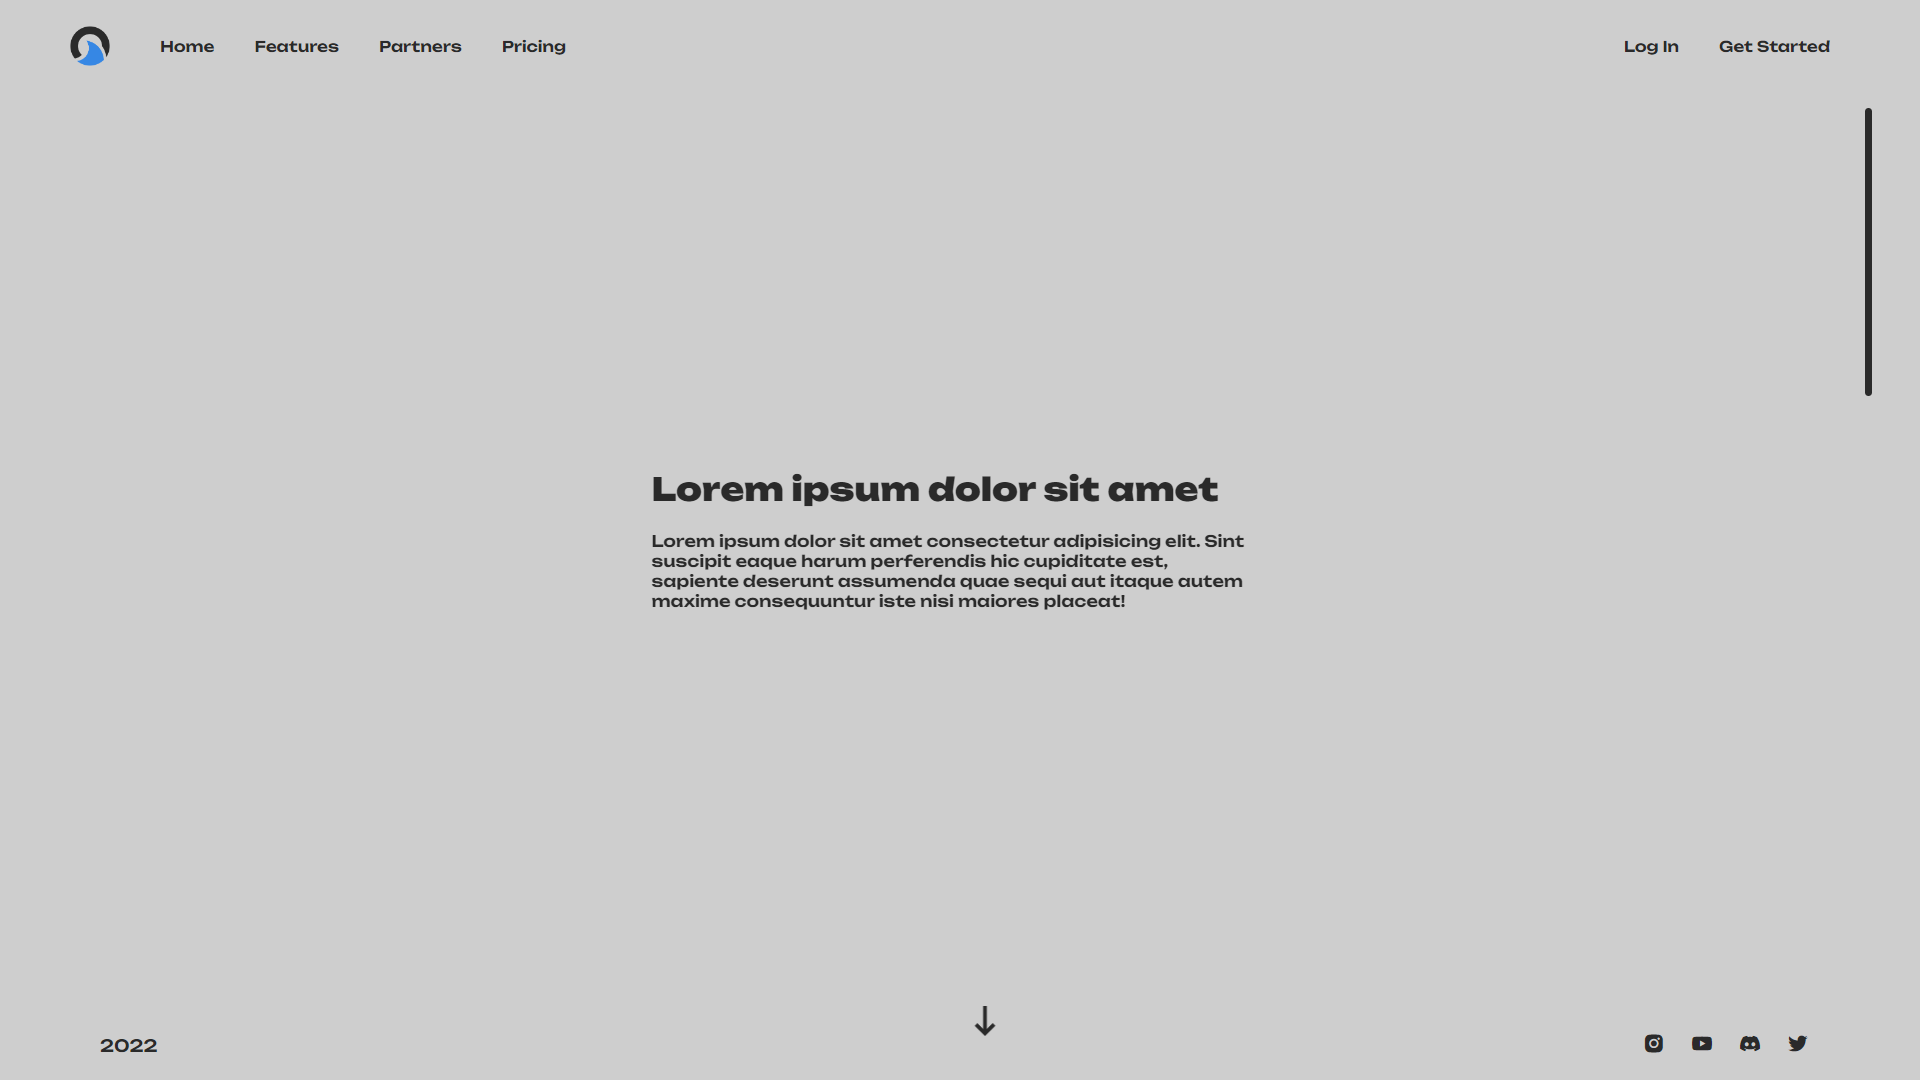 Home
Features
Partners
Pricing
Log In
Get Started
Lorem ipsum dolor sit amet
Lorem ipsum dolor sit amet consectetur adipisicing elit. Sint
suscipit eaque harum perferendis hic cupiditate est,
sapiente deserunt assumenda quae sequi aut itaque autem
maxime consequuntur iste nisi maiores placeat!
2022